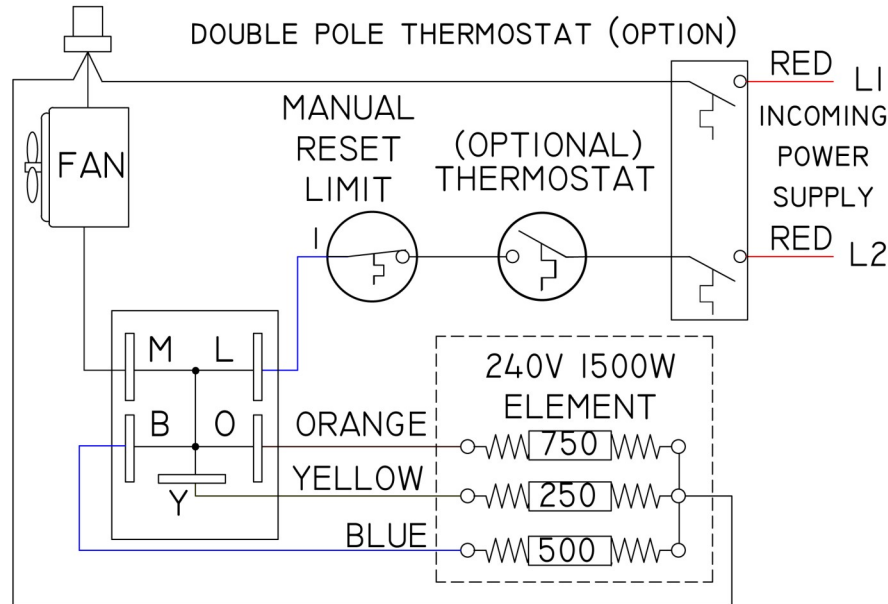 DOUBLE POLE THERMOSTAT (OPTION)
RED
L1
INCOMING
POWER
SUPPLY
RED
L2
MANUAL
RESET
LIMIT
(OPTIONAL)
THERMOSTAT
FAN
1
M
L
B
O
Y
240V 1500W
ELEMENT
ORANGE
750
YELLOW
250
BLUE
500